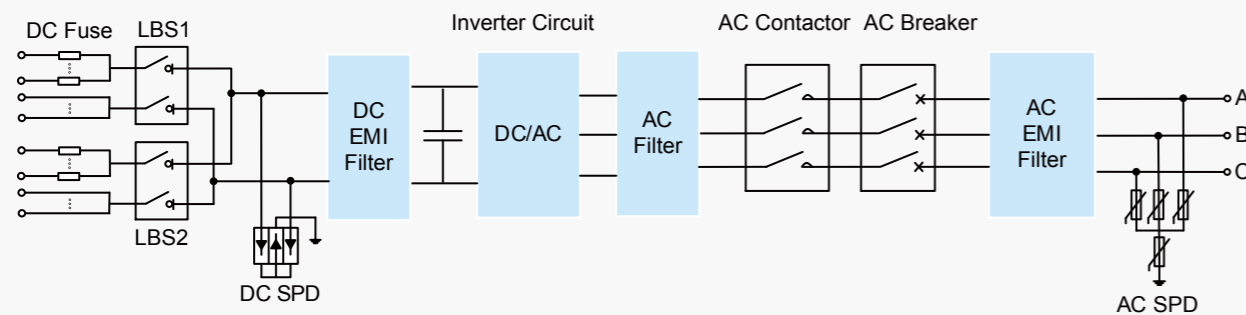 Inverter Circuit
AC Contactor
AC Breaker
DC Fuse
LBS1
DC
EMI
Filter
DC/AC
AC
Filter
AC
EMI
Filter
A
B
C
LBS2
DC SPD
AC SPD